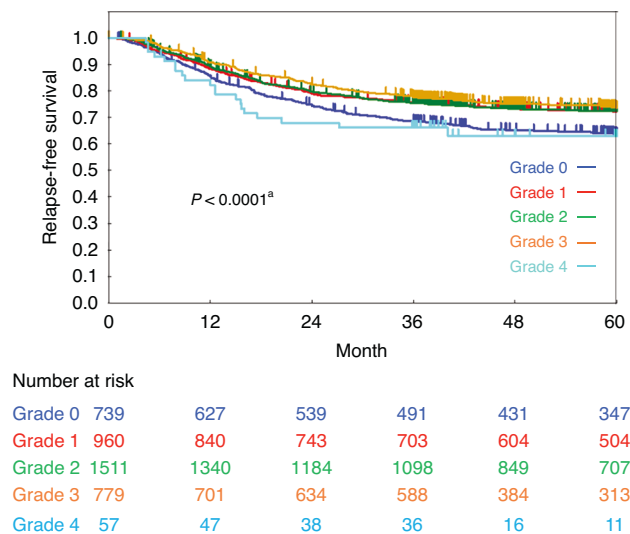 Relapse-free survival
1.0
0.9
0.8
0.7
0.6
0.5
0.4
0.3
0.2
0.1
0.0
P < 0.0001a
Grade 0
Grade 1
Grade 2
Grade 3
Grade 4
0 12 24 36 48 60
Month
Number at risk
Grade 0 739 627 539 491 431 347
Grade 1 960 840 743 703 604 504
Grade 2 1511 1340 1184 1098 849 707
Grade 3 779 701 634 588 384 313
Grade 4 57 47 38 36 16 11